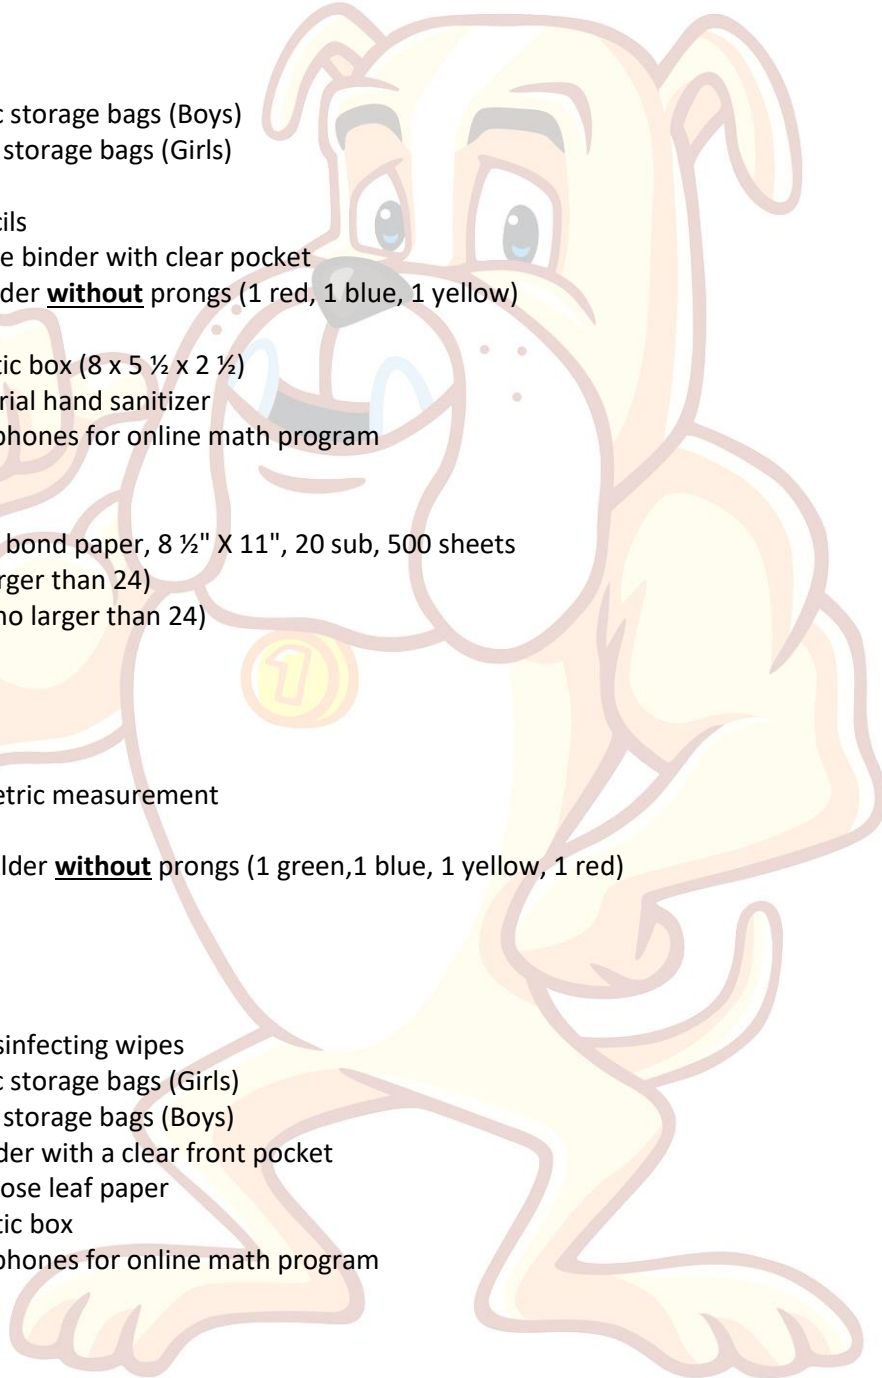 c storage bags (Boys)
storage bags (Girls)
cils
e binder with clear pocket
lder without prongs (1 red, 1 blue, 1 yellow)
tic box (8 x 5 ½ x 2 ½)
rial hand sanitizer
phones for online math program
bond paper, 8 ½" X 11", 20 sub, 500 sheets
rger than 24)
no larger than 24)
1
etric measurement
lder without prongs (1 green,1 blue, 1 yellow, 1 red)
sinfecting wipes
c storage bags (Girls)
storage bags (Boys)
der with a clear front pocket
ose leaf paper
tic box
phones for online math program